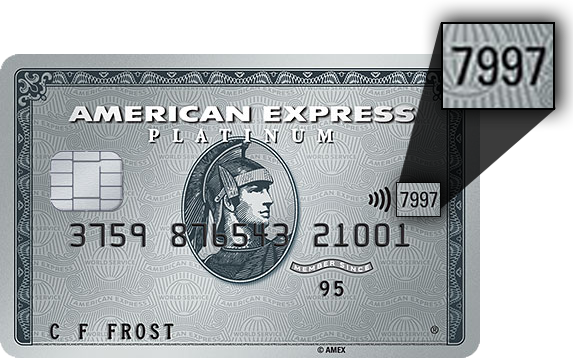 7997
AMERICAN EXPRESS
PLATINUM
7997
3759 876543 21001
MEMBER SINCE
95
C F FROST
®
© AMEX